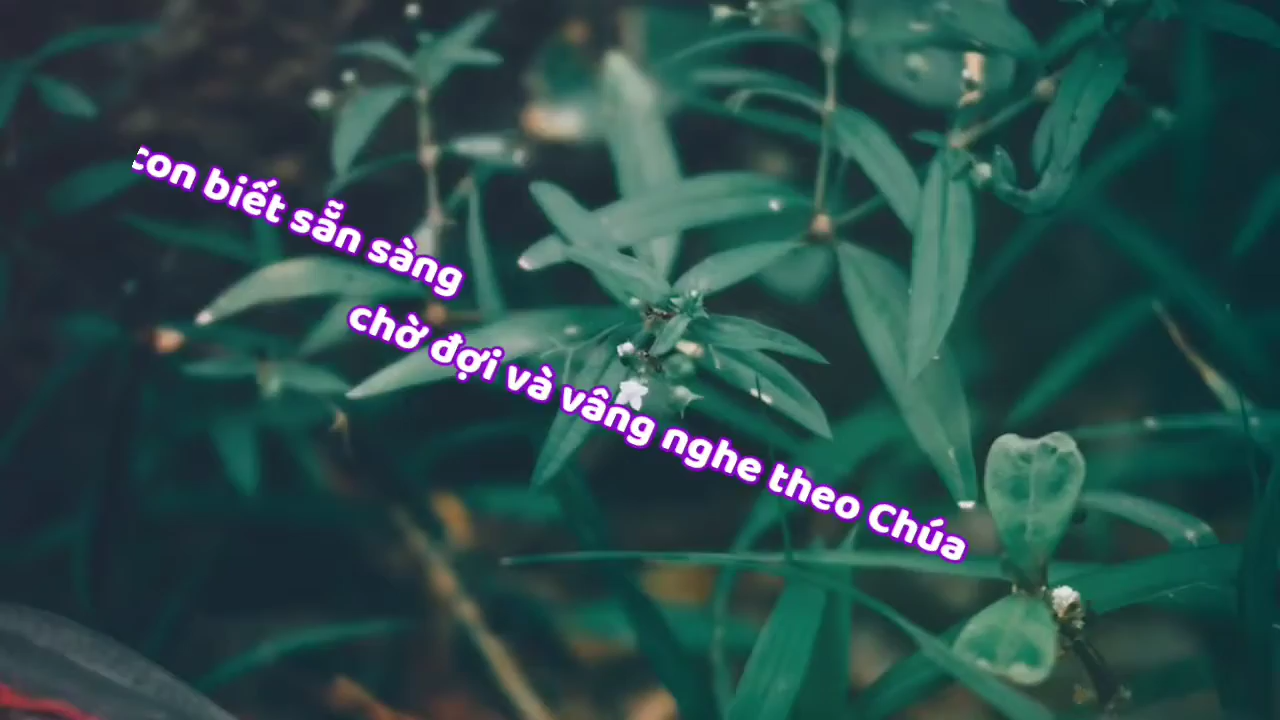 con biết sẵn sàng
chờ đợi và vâng nghe theo Chúa